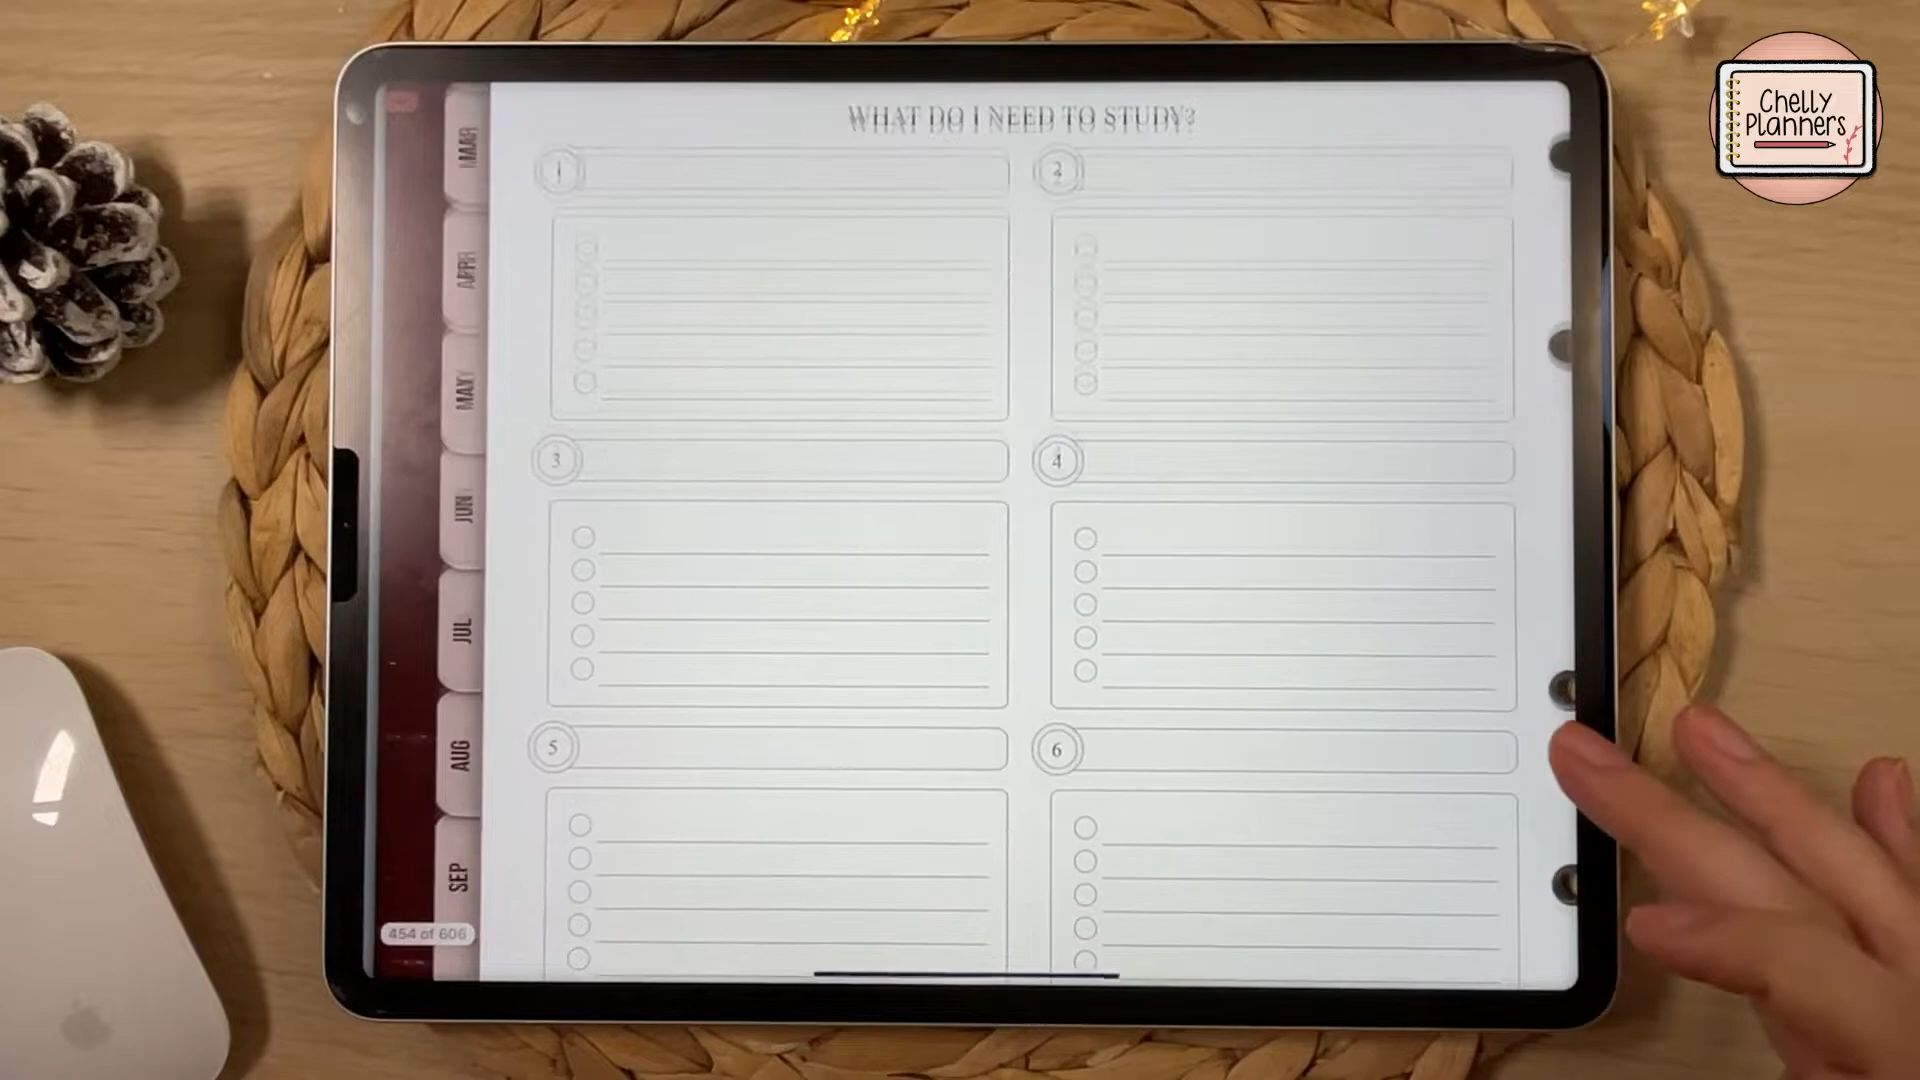 WHAT DO I NEED TO STUDY?
1
2
3
4
5
6
MAR
APR
MAY
JUN
JUL
AUG
SEP
454 of 606
Chelly
Planners